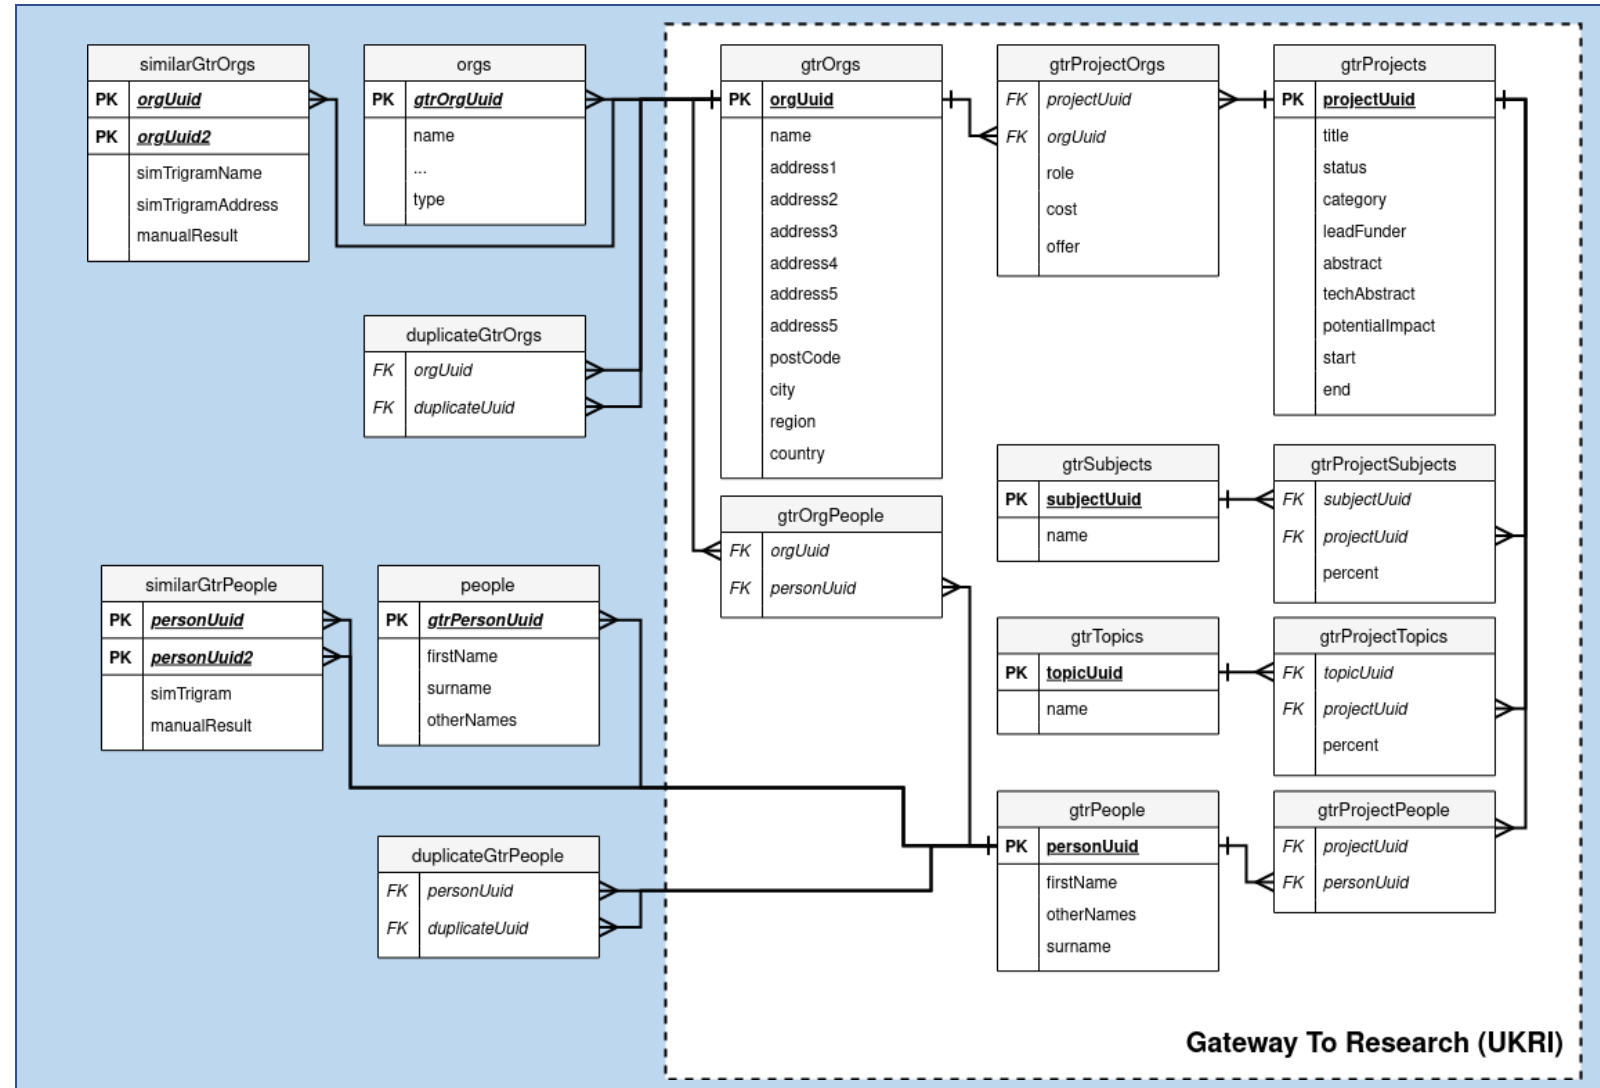 similarGtrOrgs
PK orgUuid
PK orgUuid2
simTrigramName
simTrigramAddress
manualResult
orgs
PK gtrOrgUuid
name
...
type
duplicateGtrOrgs
FK orgUuid
FK duplicateUuid
similarGtrPeople
PK personUuid
PK personUuid2
simTrigram
manualResult
people
PK gtrPersonUuid
firstName
surname
otherNames
duplicateGtrPeople
FK personUuid
FK duplicateUuid
gtrOrgs
PK orgUuid
name
address1
address2
address3
address4
address5
address5
postCode
city
region
country
gtrOrgPeople
FK orgUuid
FK personUuid
gtrProjectOrgs
FK projectUuid
FK orgUuid
role
cost
offer
gtrProjects
PK projectUuid
title
status
category
leadFunder
abstract
techAbstract
potentialImpact
start
end
gtrSubjects
PK subjectUuid
name
gtrProjectSubjects
FK subjectUuid
FK projectUuid
percent
gtrTopics
PK topicUuid
name
gtrProjectTopics
FK topicUuid
FK projectUuid
percent
gtrPeople
PK personUuid
firstName
otherNames
surname
gtrProjectPeople
FK projectUuid
FK personUuid
Gateway To Research (UKRI)